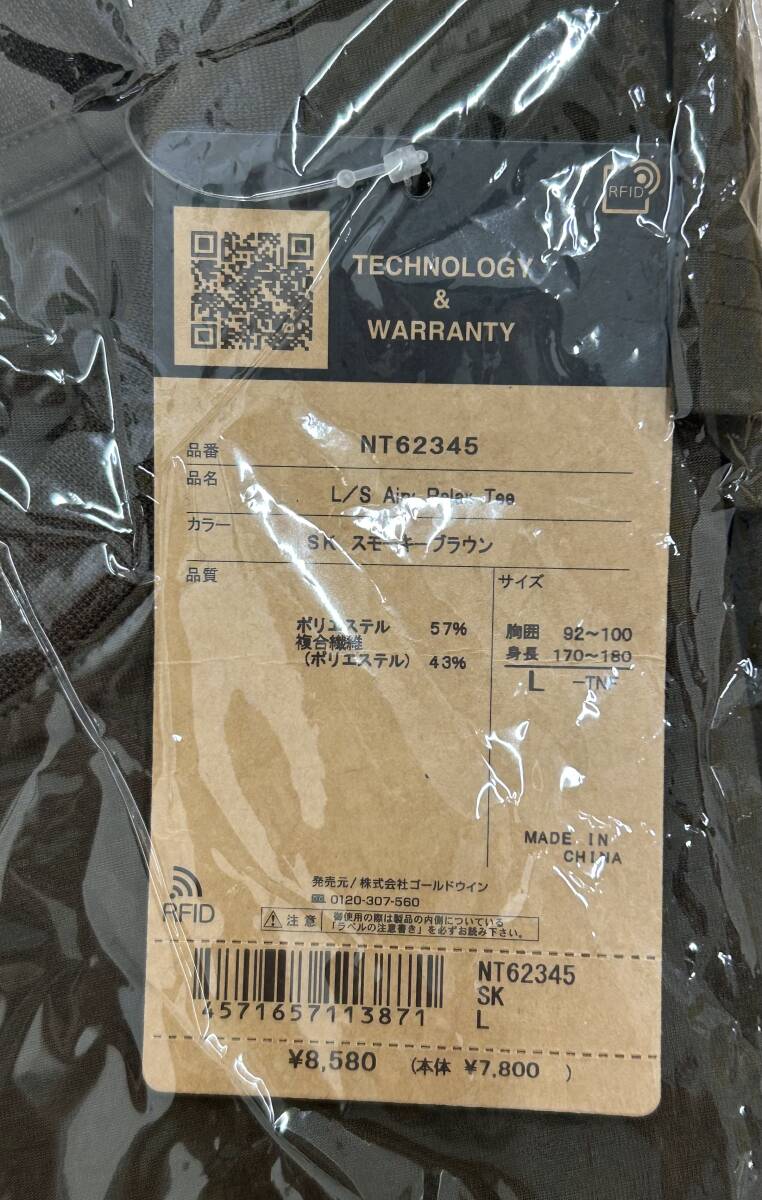 RFID
TECHNOLOGY
&
WARRANTY
品番 NT62345
品名 L/S Airy Relax Tee
カラー SK スモーキーブラウン
品質
サイズ
ポリエステル 57%
複合繊維
(ポリエステル) 43%
胸囲 92~100
身長 170~180
L -TNF
MADE IN
CHINA
発売元/株式会社ゴールドウイン
0120-307-560
RFID
注意 御使用の際は製品の内側についている
「ラベルの注意書き」を必ずお読み下さい。
4571657113871
NT62345
SK
L
¥8,580 (本体 ¥7,800 )